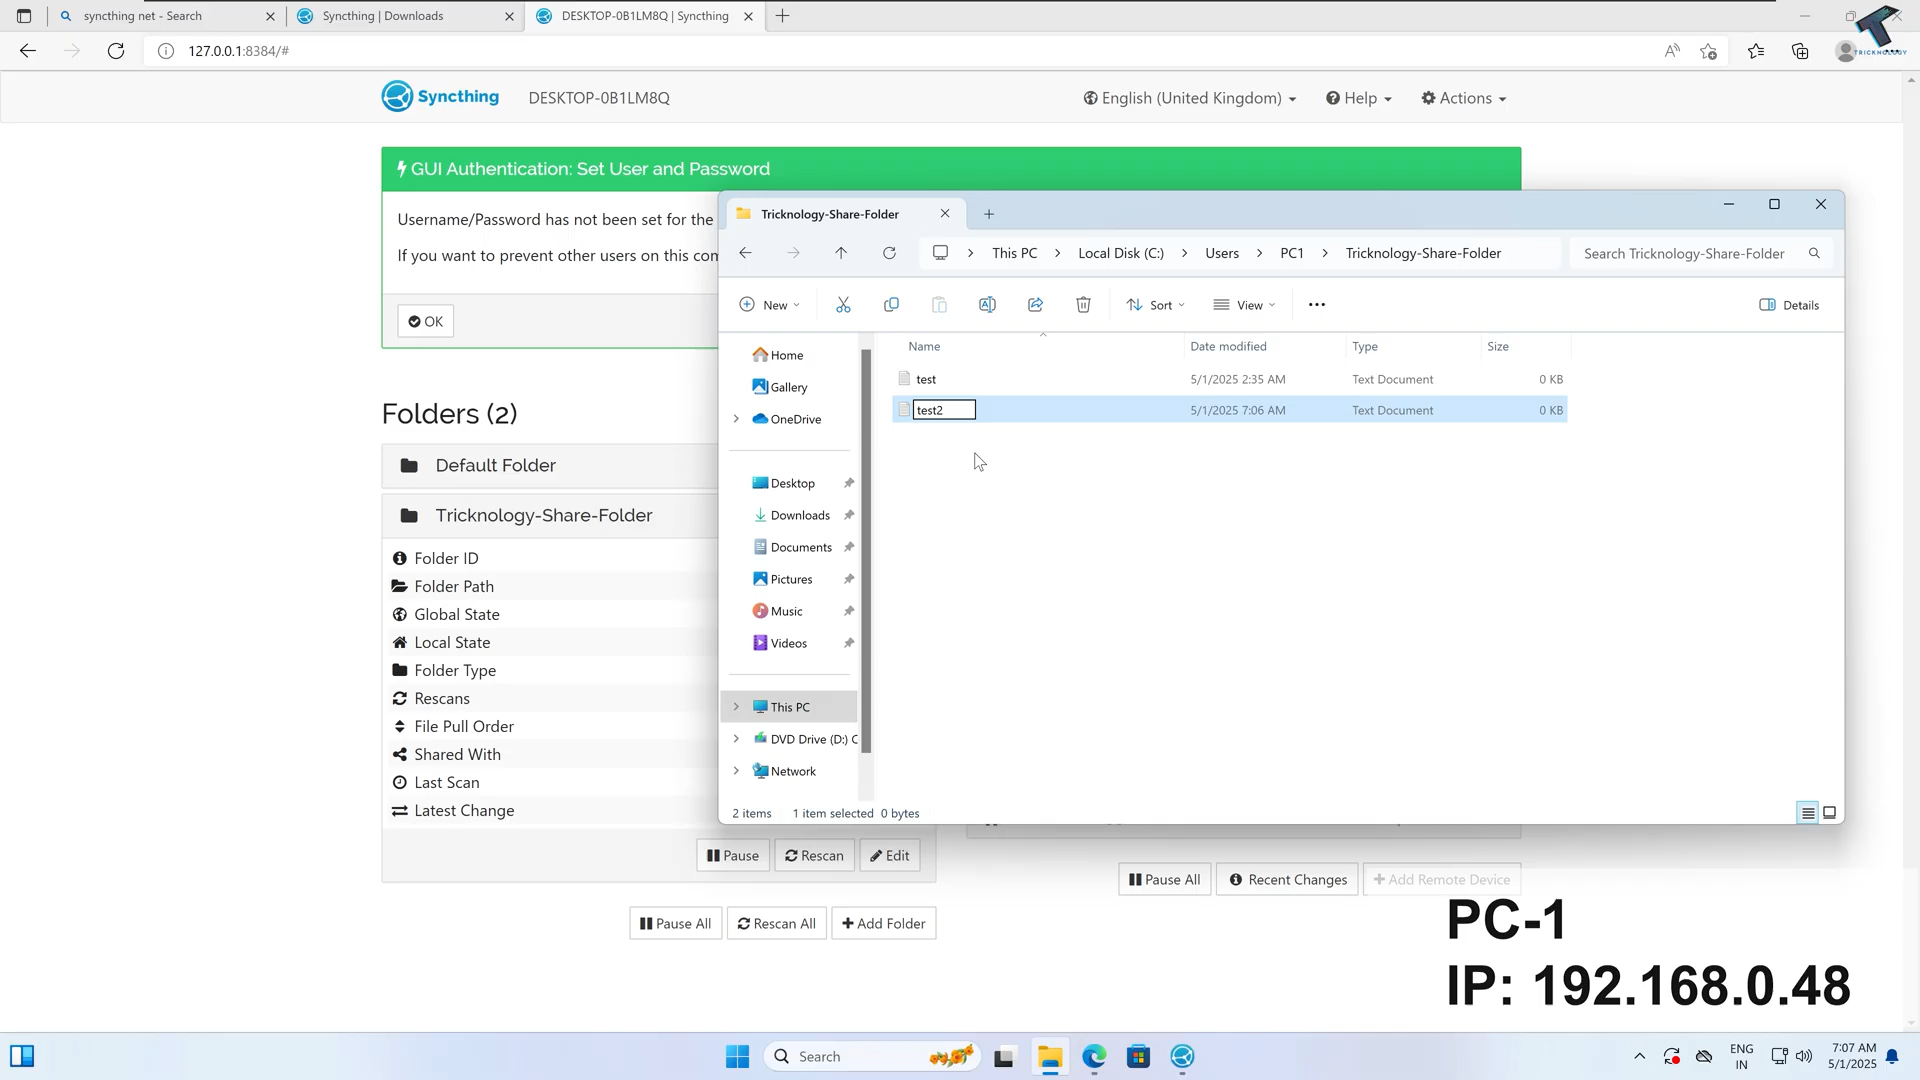 syncthing net - Search
Syncthing | Downloads
DESKTOP-0B1LM8Q | Syncthing
127.0.0.1:8384/#
TRICKNOLOGY
Syncthing
DESKTOP-0B1LM8Q
English (United Kingdom)
Help
Actions
GUI Authentication: Set User and Password
Username/Password has not been set for the
If you want to prevent other users on this com
OK
Folders (2)
Default Folder
Tricknology-Share-Folder
Folder ID
Folder Path
Global State
Local State
Folder Type
Rescans
File Pull Order
Shared With
Last Scan
Latest Change
Pause
Rescan
Edit
Pause All
Rescan All
Add Folder
Tricknology-Share-Folder
This PC
Local Disk (C:)
Users
PC1
Tricknology-Share-Folder
Search Tricknology-Share-Folder
New
Sort
View
Details
Home
Gallery
OneDrive
Desktop
Downloads
Documents
Pictures
Music
Videos
This PC
DVD Drive (D:) C
Network
Name Date modified Type Size
test 5/1/2025 2:35 AM Text Document 0 KB
test2 5/1/2025 7:06 AM Text Document 0 KB
2 items 1 item selected 0 bytes
Pause All
Recent Changes
Add Remote Device
PC-1
IP: 192.168.0.48
Search
ENG
IN
7:07 AM
5/1/2025